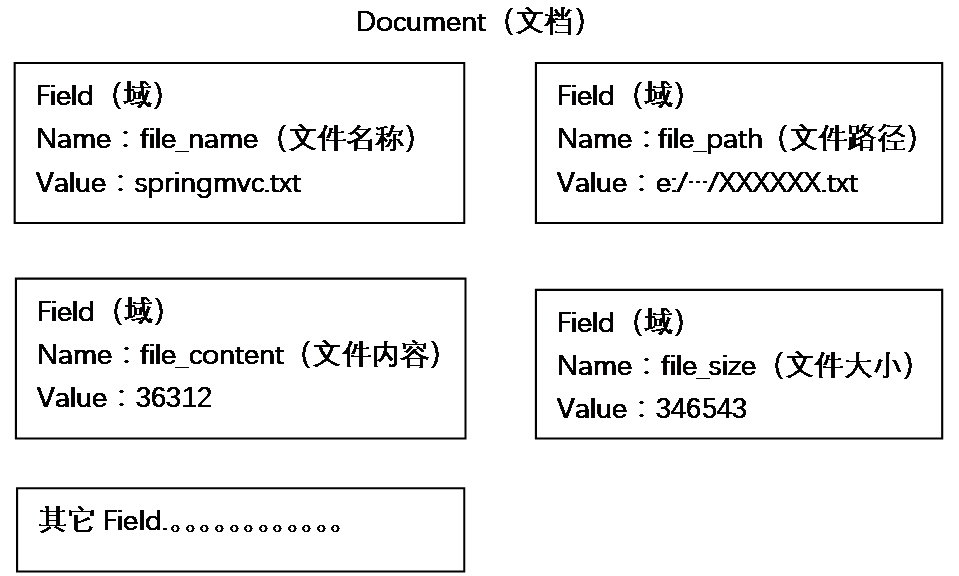 Document（文档）
Field（域）
Name：file_name（文件名称）
Value：springmvc.txt
Field（域）
Name：file_path（文件路径）
Value：e:/…/XXXXXX.txt
Field（域）
Name：file_content（文件内容）
Value：36312
Field（域）
Name：file_size（文件大小）
Value：346543
其它 Field.。。。。。。。。。。。。